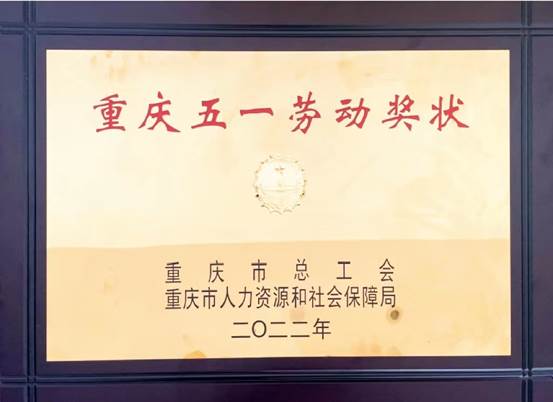 重庆五一劳动奖状
重庆市总工会
重庆市人力资源和社会保障局
二〇二二年